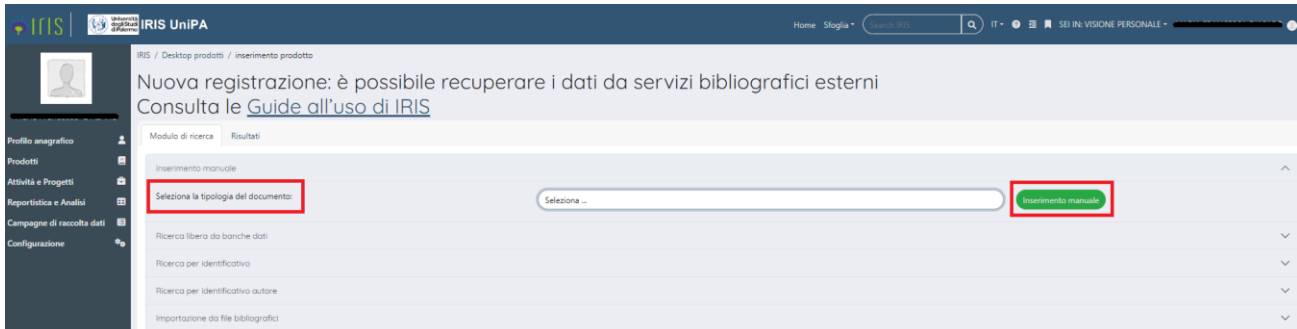 IRIS
Università degli Studi di Palermo
IRIS UniPA
Home Sfoglia Search IRIS IT SEI IN: VISIONE PERSONALE
IRIS / Desktop prodotti / inserimento prodotto
Nuova registrazione: è possibile recuperare i dati da servizi bibliografici esterni
Consulta le Guide all'uso di IRIS
Modulo di ricerca Risultati
Profilo anagrafico
Prodotti
Attività e Progetti
Reportistica e Analisi
Campagne di raccolta dati
Configurazione
Inserimento manuale
Seleziona la tipologia del documento: Seleziona ... Inserimento manuale
Ricerca libera da banche dati
Ricerca per identificativo
Ricerca per identificativo autore
Importazione da file bibliografici